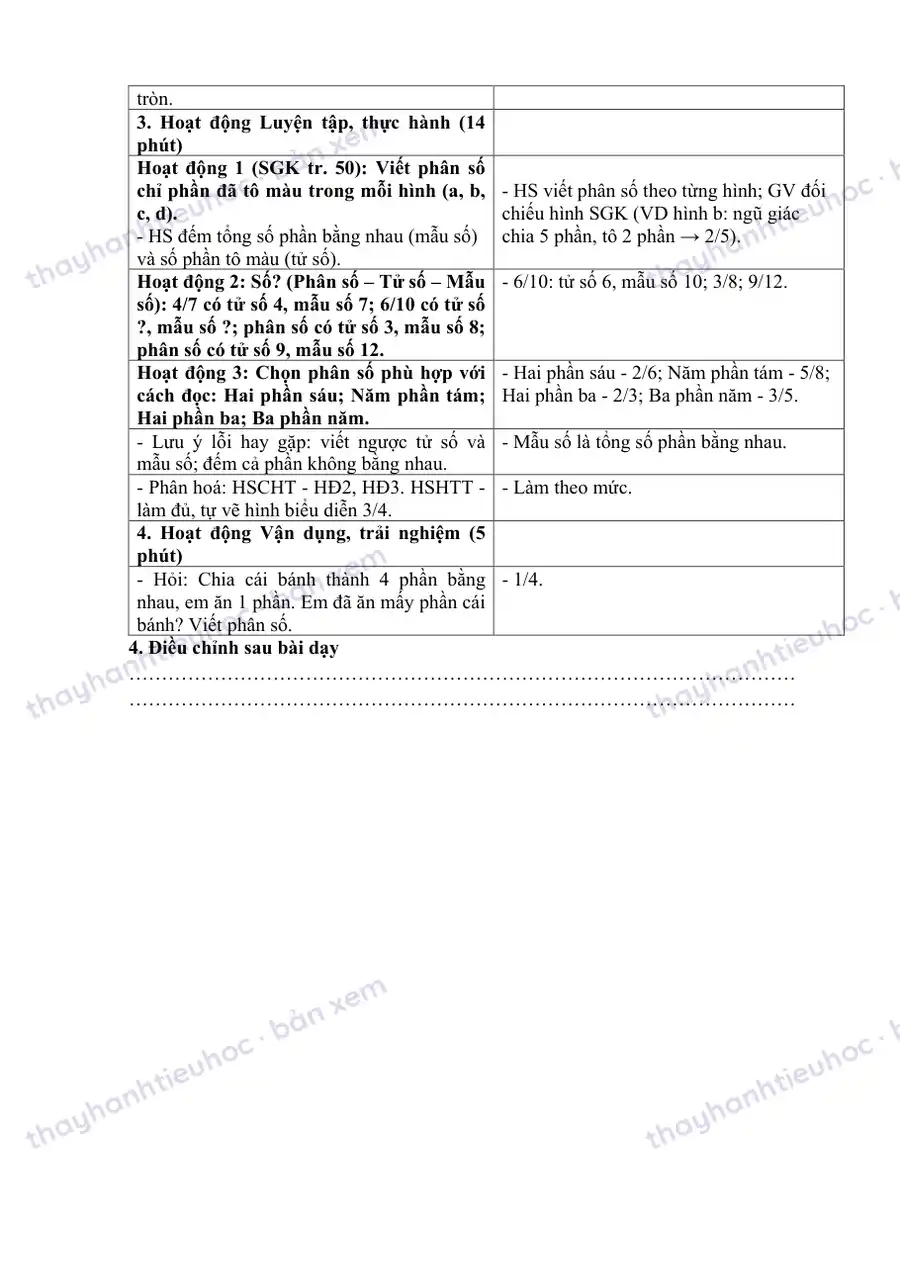 tròn.
3. Hoạt động Luyện tập, thực hành (14
phút)
Hoạt động 1 (SGK tr. 50): Viết phân số
chỉ phần đã tô màu trong mỗi hình (a, b,
c, d).
- HS đếm tổng số phần bằng nhau (mẫu số)
và số phần tô màu (tử số).
- HS viết phân số theo từng hình; GV đối
chiếu hình SGK (VD hình b: ngũ giác
chia 5 phần, tô 2 phần → 2/5).
Hoạt động 2: Số? (Phân số – Tử số – Mẫu
số): 4/7 có tử số 4, mẫu số 7; 6/10 có tử số
?, mẫu số ?; phân số có tử số 3, mẫu số 8;
phân số có tử số 9, mẫu số 12.
- 6/10: tử số 6, mẫu số 10; 3/8; 9/12.
Hoạt động 3: Chọn phân số phù hợp với
cách đọc: Hai phần sáu; Năm phần tám;
Hai phần ba; Ba phần năm.
- Hai phần sáu - 2/6; Năm phần tám - 5/8;
Hai phần ba - 2/3; Ba phần năm - 3/5.
- Lưu ý lỗi hay gặp: viết ngược tử số và
mẫu số; đếm cả phần không bằng nhau.
- Mẫu số là tổng số phần bằng nhau.
- Phân hoá: HSCHT - HĐ2, HĐ3. HSHTT -
làm đủ, tự vẽ hình biểu diễn 3/4.
- Làm theo mức.
4. Hoạt động Vận dụng, trải nghiệm (5
phút)
- Hỏi: Chia cái bánh thành 4 phần bằng
nhau, em ăn 1 phần. Em đã ăn mấy phần cái
bánh? Viết phân số.
- 1/4.
4. Điều chỉnh sau bài dạy
……………………………………………………………………………………………
……………………………………………………………………………………………
thayhanhtieuhoc · bản xem
thayhanhtieuhoc · b
thayhanhtieuhoc · bản xem
thayhanhtieuhoc · b
thayhanhtieuhoc · bản xem
thayhanhtieuhoc · b